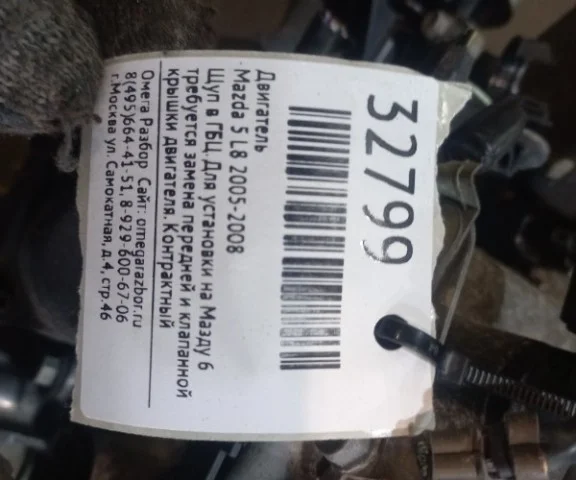 32799
Двигатель
Mazda 5 L8 2005-2008
Щуп в ГБЦ. Для установки на Мазду 6
требуется замена передней и клапанной
крышки двигателя. Контрактный
Омега Разбор Сайт: omegarazbor.ru
8(495)664-41-51, 8-929-600-67-06
г.Москва ул. Самокатная, д.4, стр.46